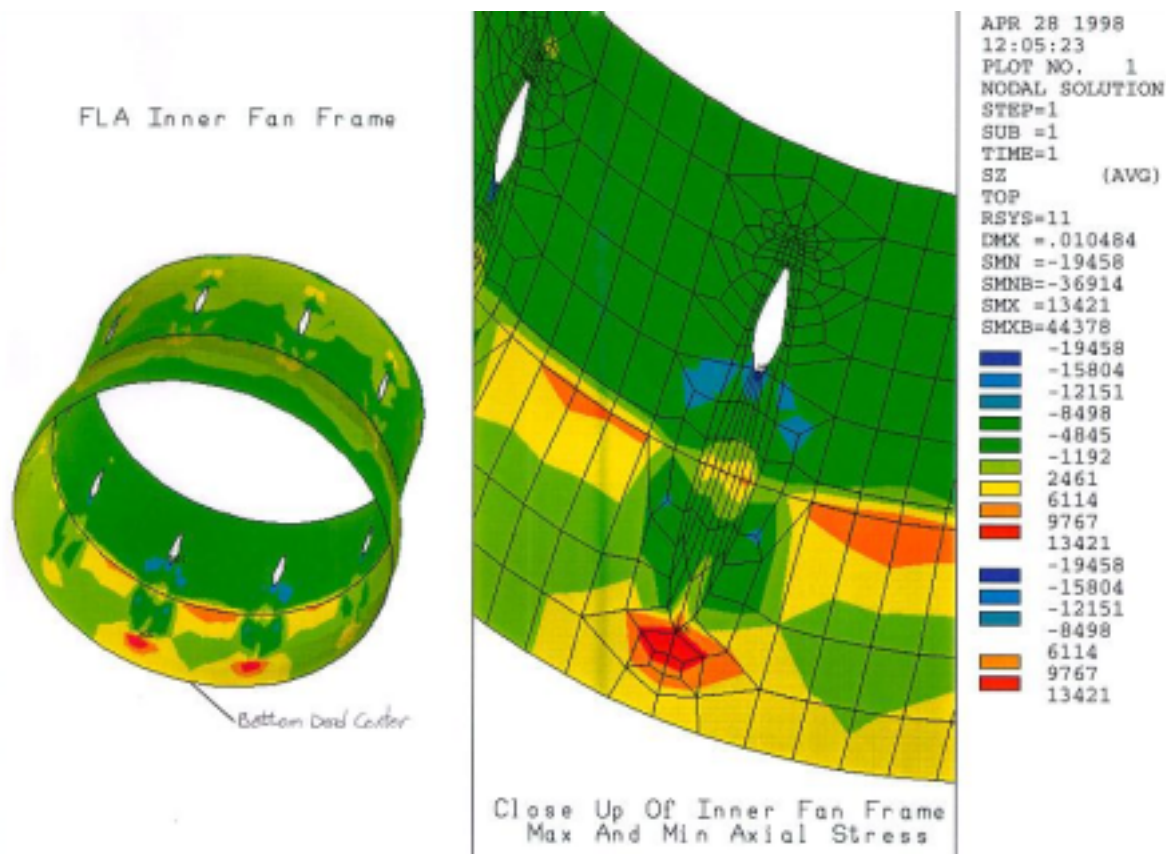 FLA Inner Fan Frame
Bottom Dead Center
Close Up Of Inner Fan Frame
Max And Min Axial Stress
APR 28 1998
12:05:23
PLOT NO. 1
NODAL SOLUTION
STEP=1
SUB =1
TIME=1
SZ (AVG)
TOP
RSYS=11
DMX =.010484
SMN =-19458
SMNB=-36914
SMX =13421
SMXB=44378
-19458
-15804
-12151
-8498
-4845
-1192
2461
6114
9767
13421
-19458
-15804
-12151
-8498
6114
9767
13421